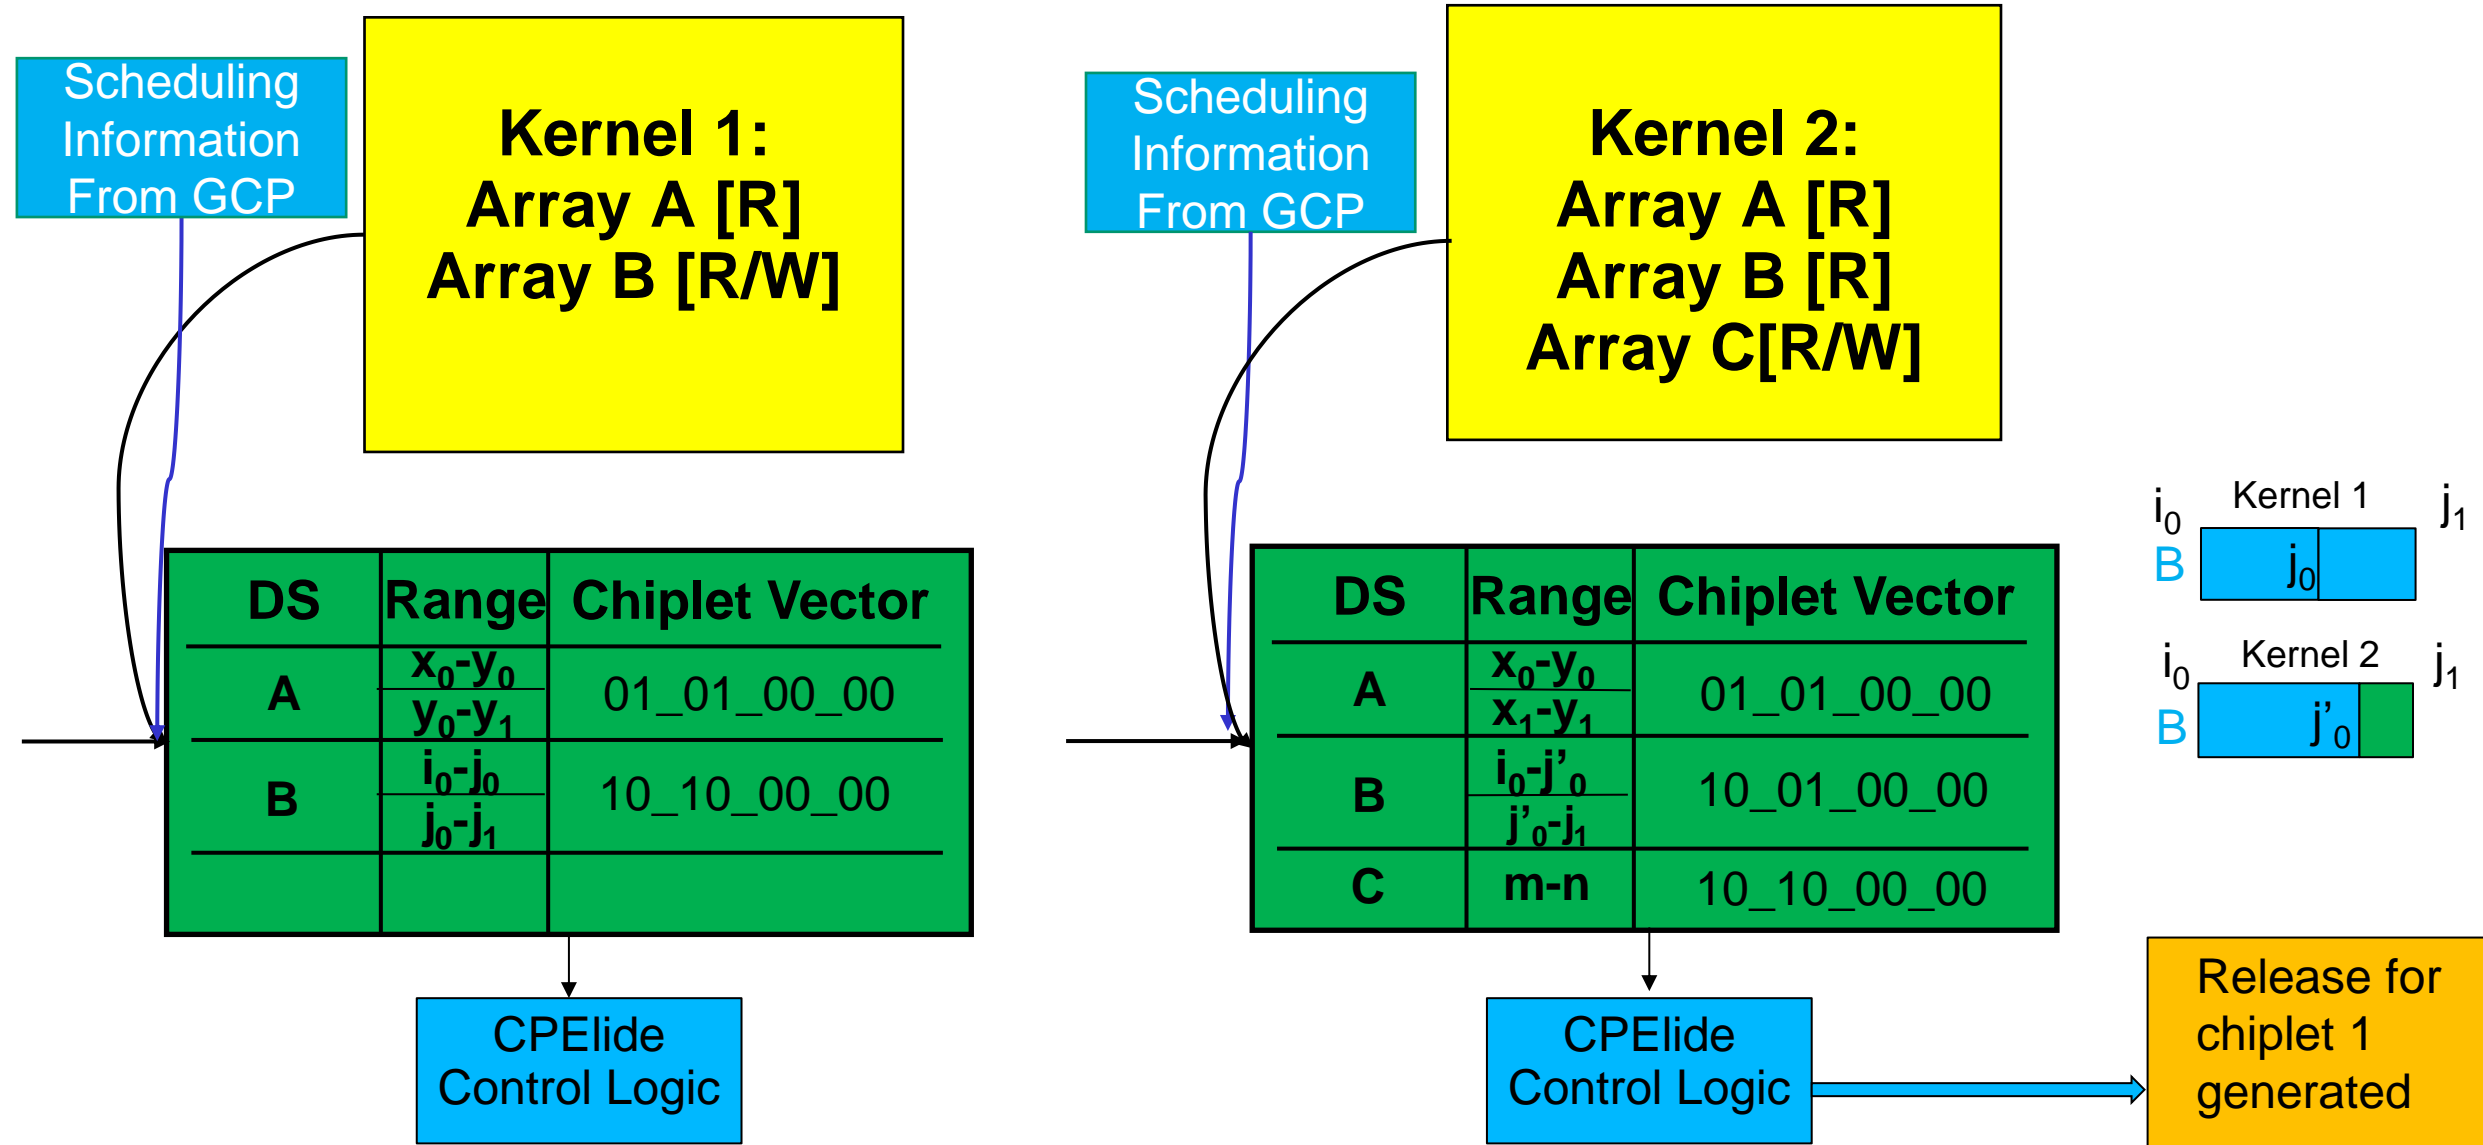 Scheduling
Information
From GCP
Kernel 1:
Array A [R]
Array B [R/W]
DS Range Chiplet Vector
A x₀-y₀ 01_01_00_00
y₀-y₁
B i₀-j₀ 10_10_00_00
j₀-j₁
CPElide
Control Logic
Scheduling
Information
From GCP
Kernel 2:
Array A [R]
Array B [R]
Array C[R/W]
DS Range Chiplet Vector
A x₀-y₀ 01_01_00_00
x₁-y₁
B i₀-j’₀ 10_01_00_00
j’₀-j₁
C m-n 10_10_00_00
CPElide
Control Logic
i₀ Kernel 1 j₁
B j₀
i₀ Kernel 2 j₁
B j’₀
Release for
chiplet 1
generated